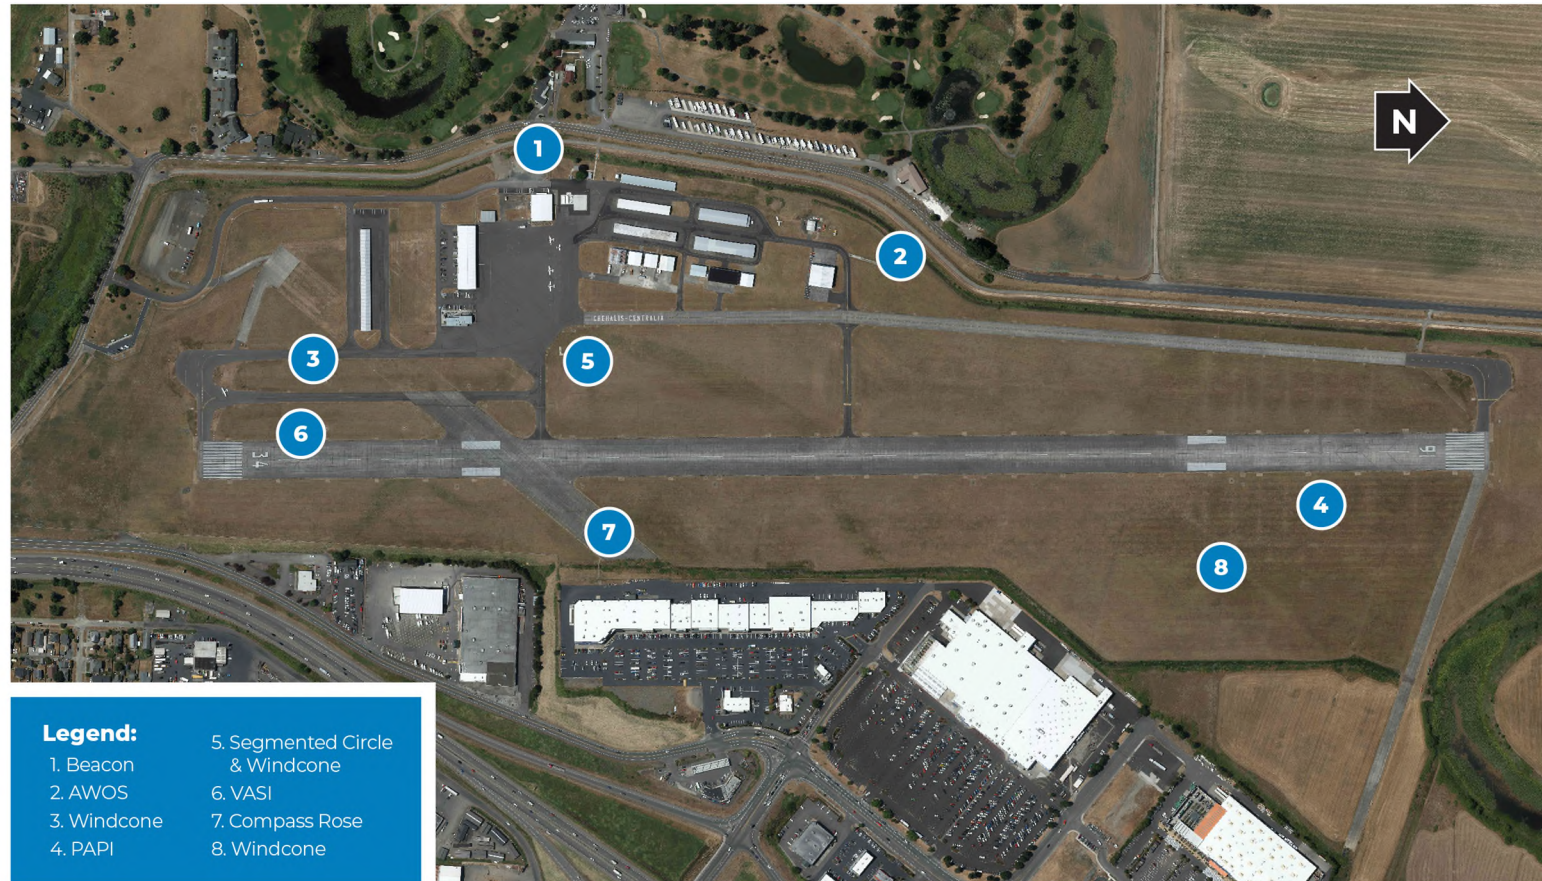 N
1
2
CHEHALIS-CENTRALIA
3
5
6
34
9
4
7
8
Legend:
1. Beacon
2. AWOS
3. Windcone
4. PAPI
5. Segmented Circle
& Windcone
6. VASI
7. Compass Rose
8. Windcone